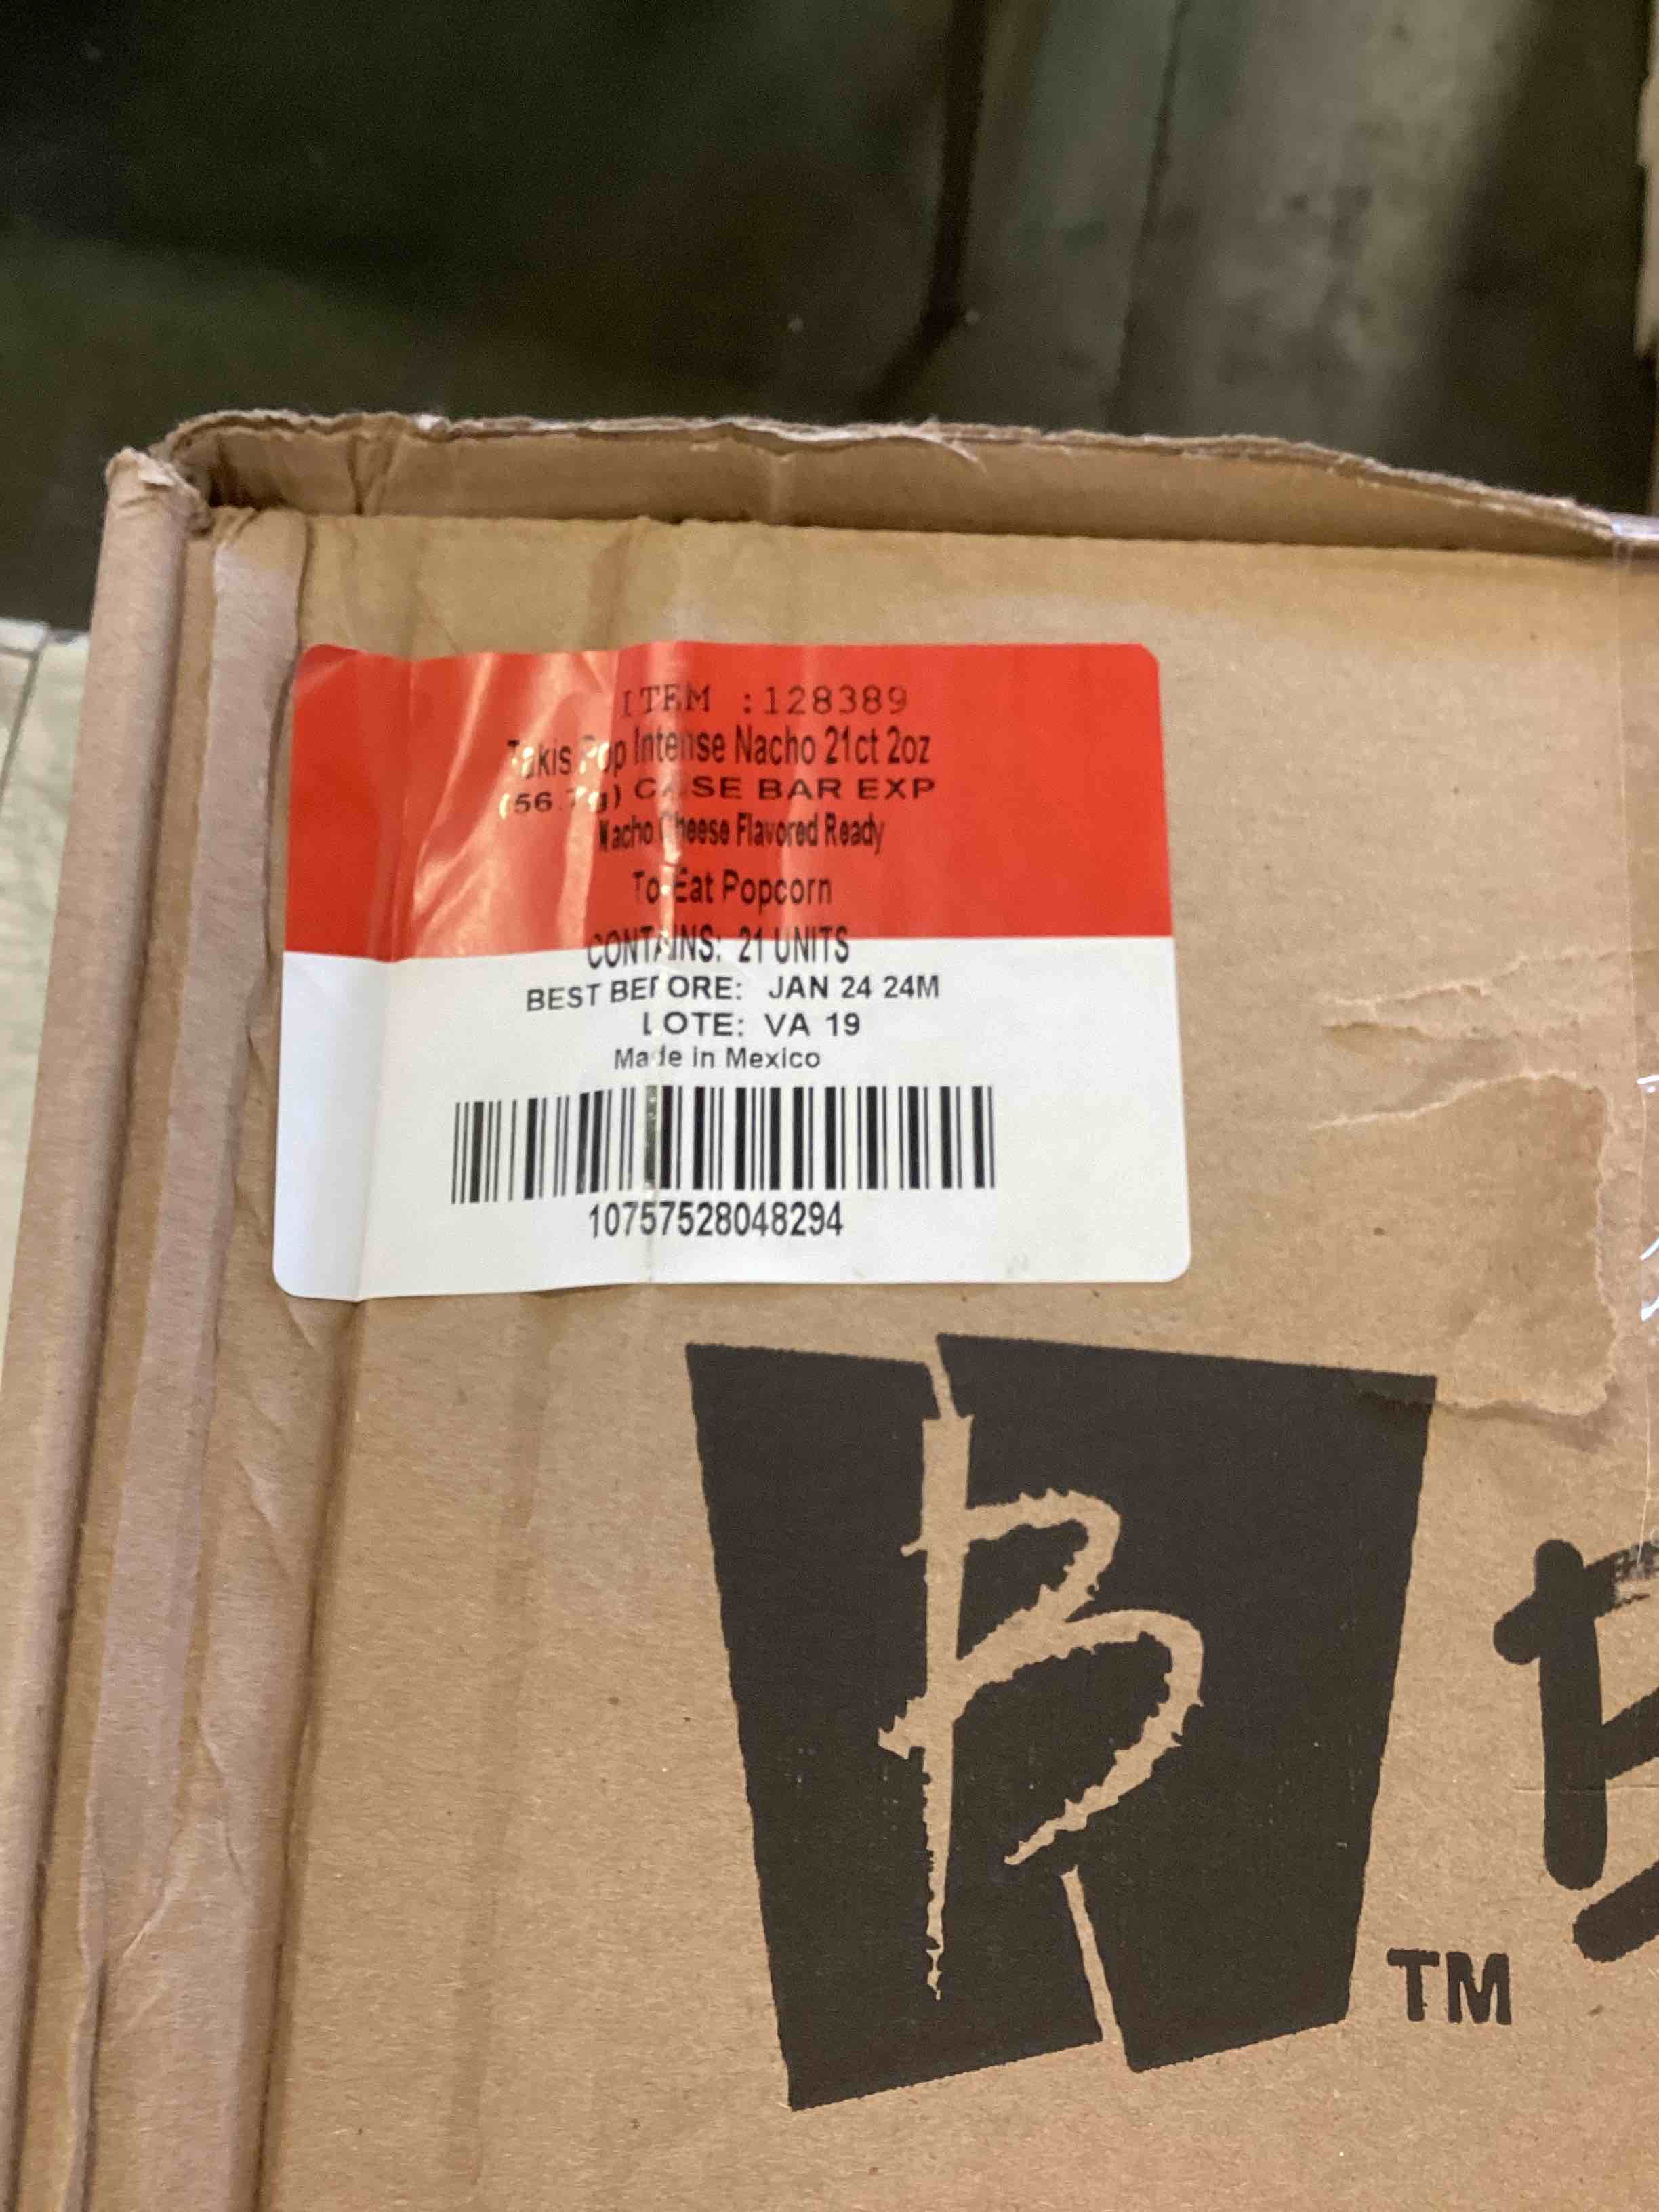 ITEM :128389
Takis Pop Intense Nacho 21ct 2oz
(56.7g) CASE BAR EXP
Nacho Cheese Flavored Ready
To Eat Popcorn
CONTAINS: 21 UNITS
BEST BEFORE: JAN 24 24M
LOTE: VA 19
Made in Mexico
10757528048294
B
TM